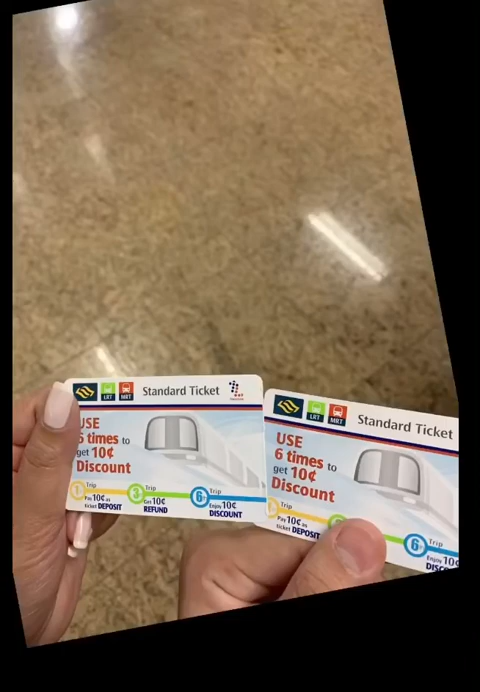 LRT MRT Standard Ticket
USE
6 times to
get 10¢
Discount
1 Trip
Pay 10¢ as
ticket DEPOSIT
3 Trip
Get 10¢
REFUND
6 Trip
Enjoy 10¢
DISCOUNT
LRT MRT Standard Ticket
USE
6 times to
get 10¢
Discount
Trip
Pay 10¢ as
ticket DEPOSIT
6 Trip
Enjoy 10¢
DISC